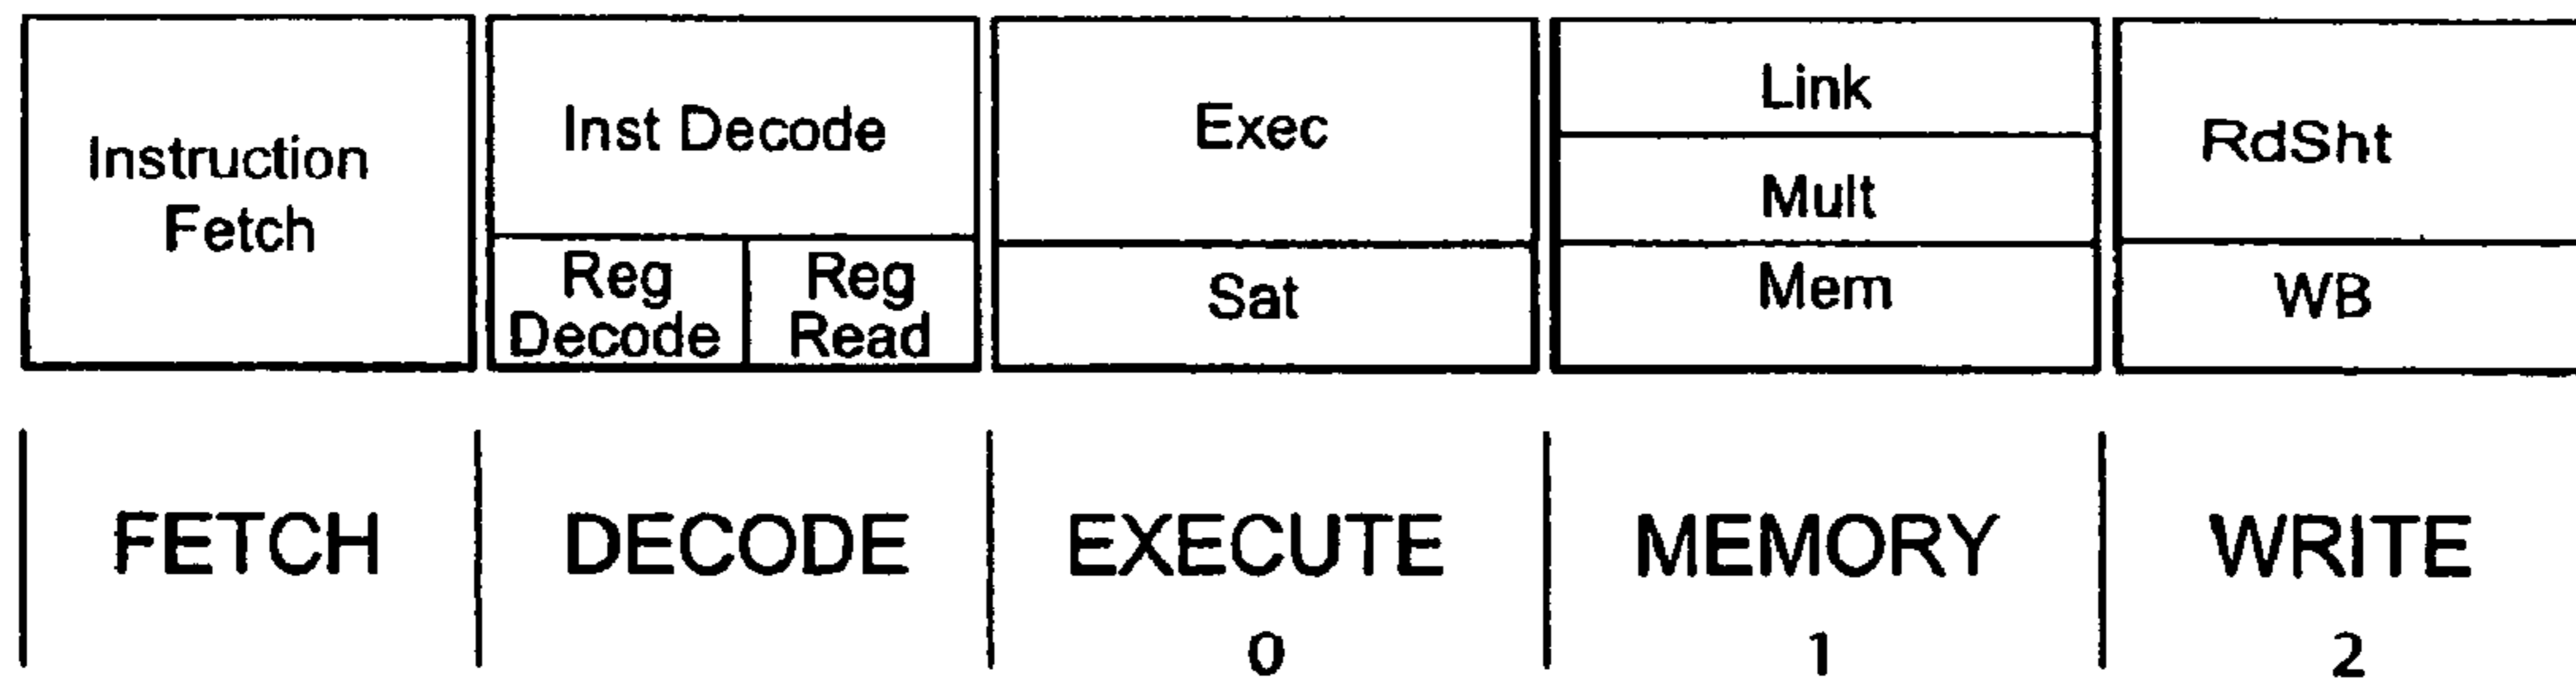 Instruction
Fetch
Inst Decode
Reg
Decode
Reg
Read
Exec
Sat
Link
Mult
Mem
RdSht
WB
FETCH
DECODE
EXECUTE
MEMORY
WRITE
0
1
2